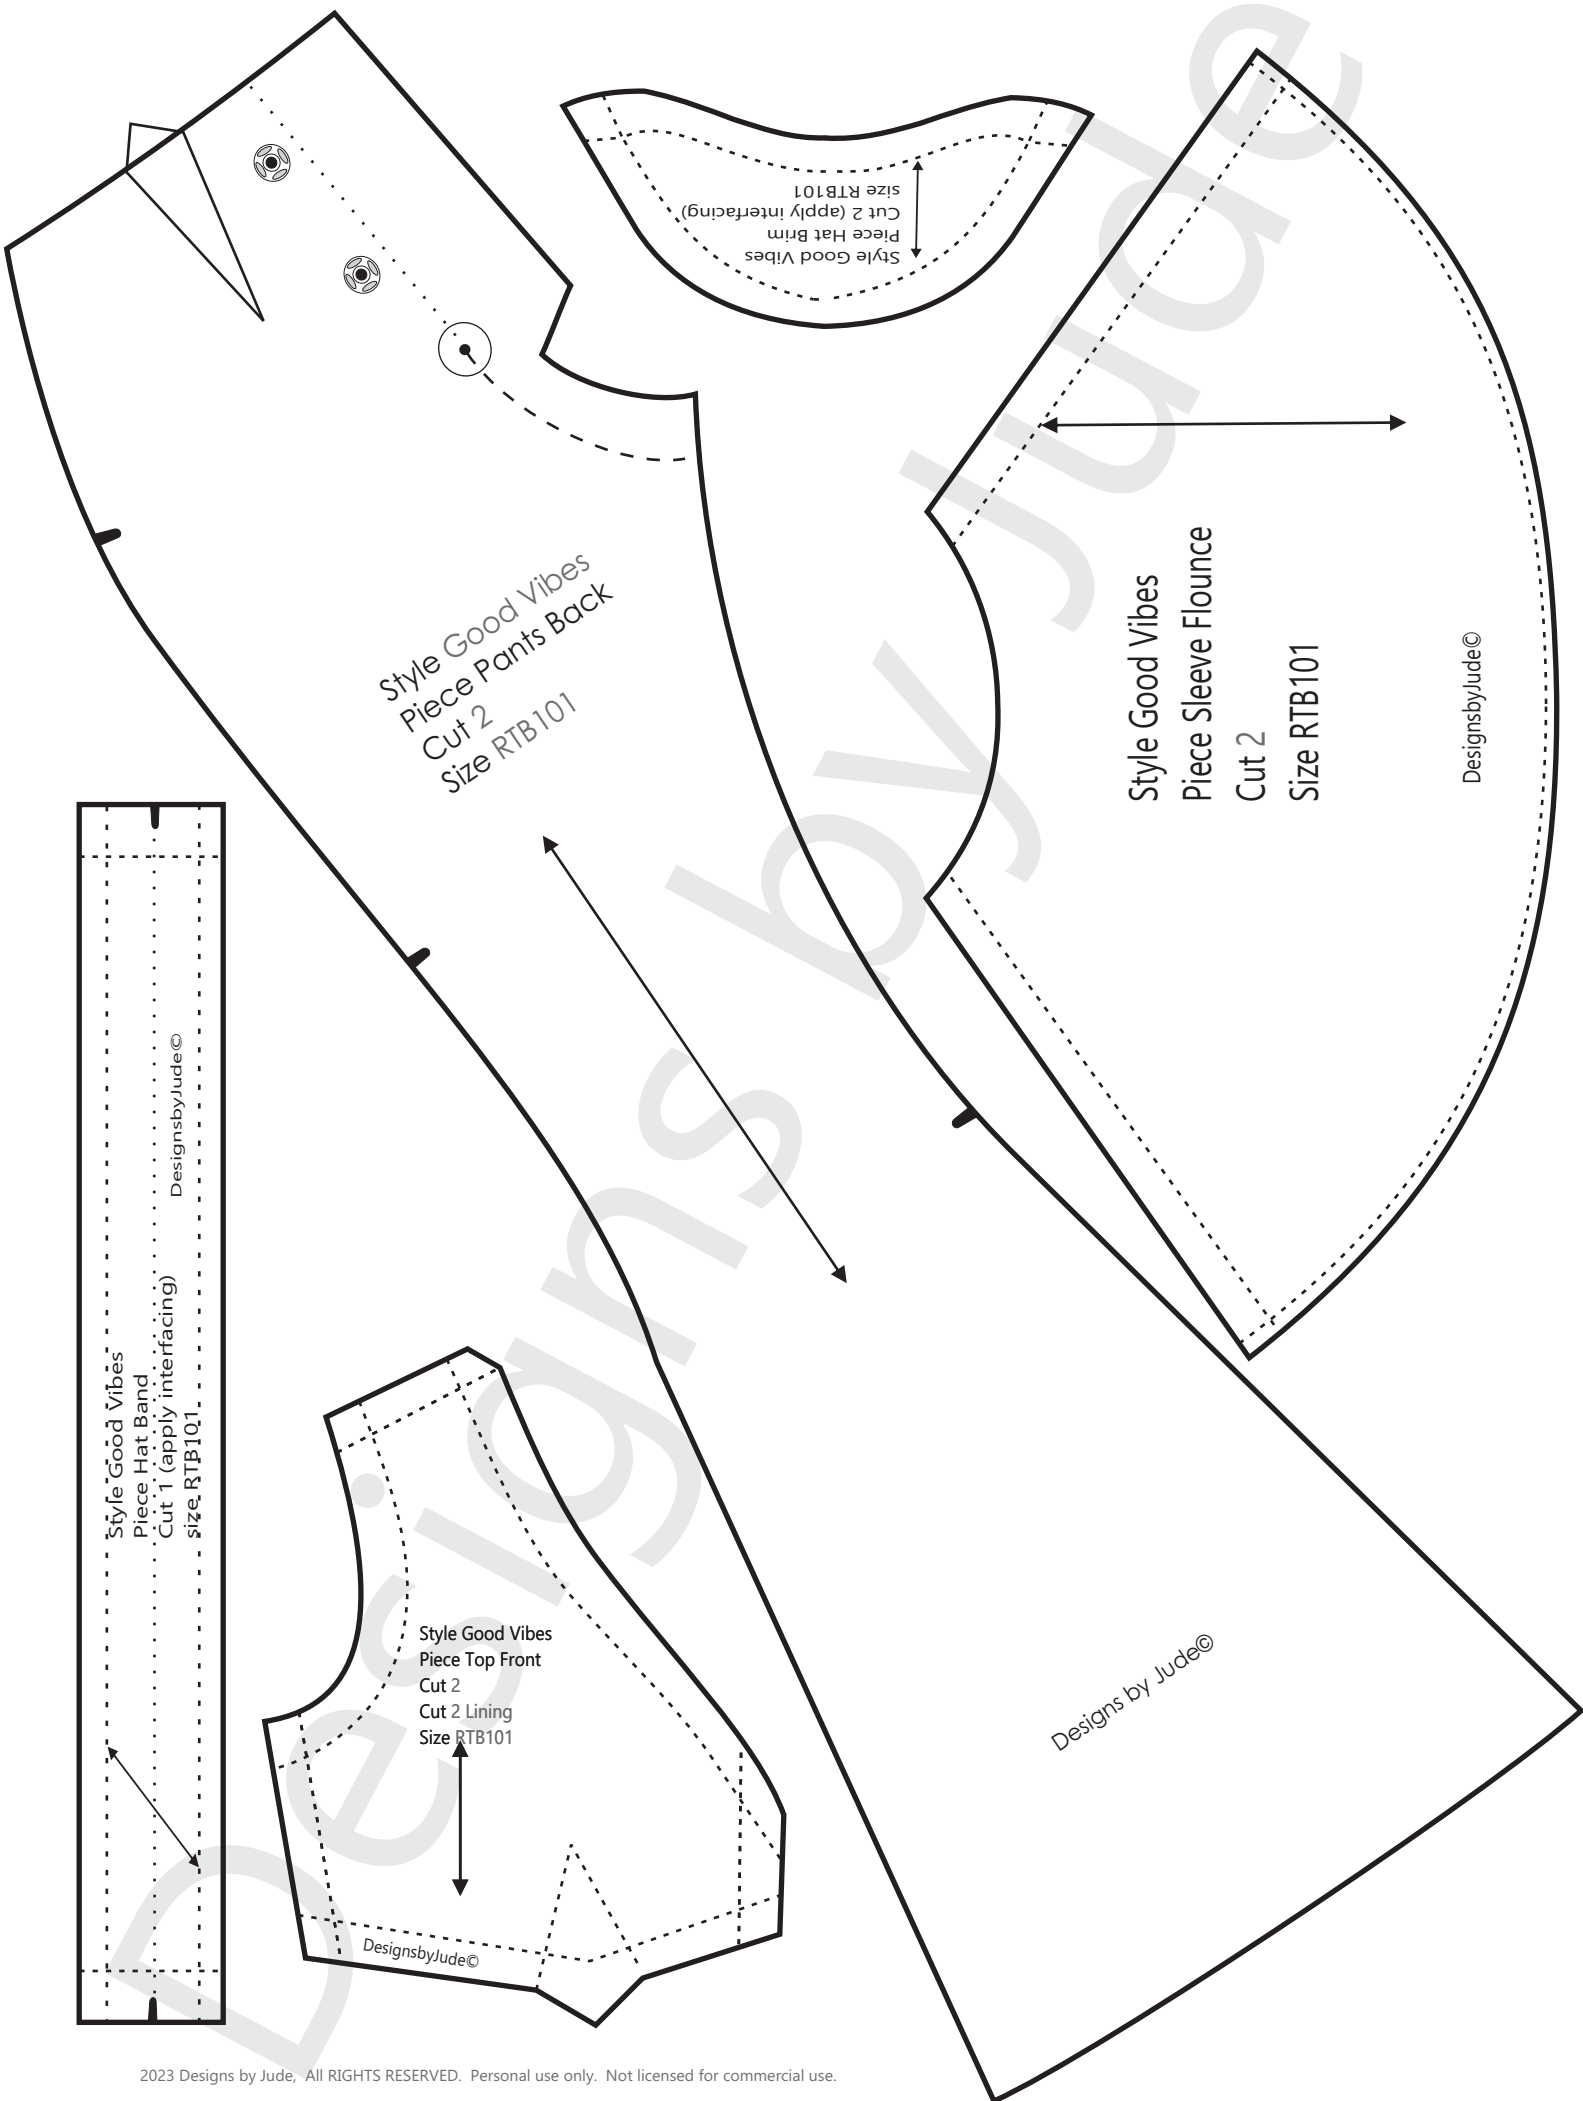 Style Good Vibes
Piece Hat Brim
Cut 2 (apply interfacing)
size RTB101
Style Good Vibes
Piece Pants Back
Cut 2
Size RTB101
Style Good Vibes
Piece Sleeve Flounce
Cut 2
Size RTB101
DesignsbyJude©
Style Good Vibes
Piece Hat Band
Cut 1 (apply interfacing)
size RTB101
DesignsbyJude©
Style Good Vibes
Piece Top Front
Cut 2
Cut 2 Lining
Size RTB101
DesignsbyJude©
Designs by Jude©
Designs by Jude
2023 Designs by Jude, All RIGHTS RESERVED. Personal use only. Not licensed for commercial use.